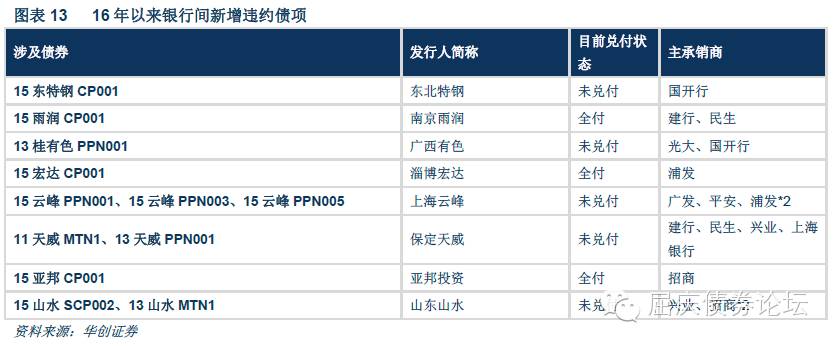 图表 13 16 年以来银行间新增违约债项
涉及债券 发行人简称 目前兑付状态 主承销商
15 东特钢 CP001 东北特钢 未兑付 国开行
15 雨润 CP001 南京雨润 全付 建行、民生
13 桂有色 PPN001 广西有色 未兑付 光大、国开行
15 宏达 CP001 淄博宏达 全付 浦发
15 云峰 PPN001、15 云峰 PPN003、15 云峰 PPN005 上海云峰 未兑付 广发、平安、浦发*2
11 天威 MTN1、13 天威 PPN001 保定天威 未兑付 建行、民生、兴业、上海银行
15 亚邦 CP001 亚邦投资 全付 招商
15 山水 SCP002、13 山水 MTN1 山东山水 未兑 兴业、招商*2
屈庆债券论坛
资料来源：华创证券